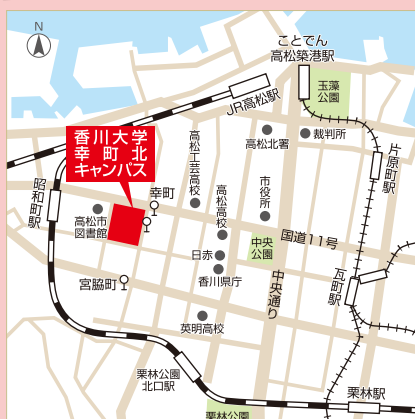 N
ことでん
高松築港駅
玉藻
公園
JR高松駅
香川大学
幸町北
キャンパス
高松北署
裁判所
片原町駅
高松工芸高校
昭和町駅
幸町
高松高校
市役所
高松市
図書館
国道11号
中央
公園
日赤
香川県庁
中央通り
瓦町駅
宮脇町
英明高校
栗林公園
北口駅
栗林駅
栗林公園